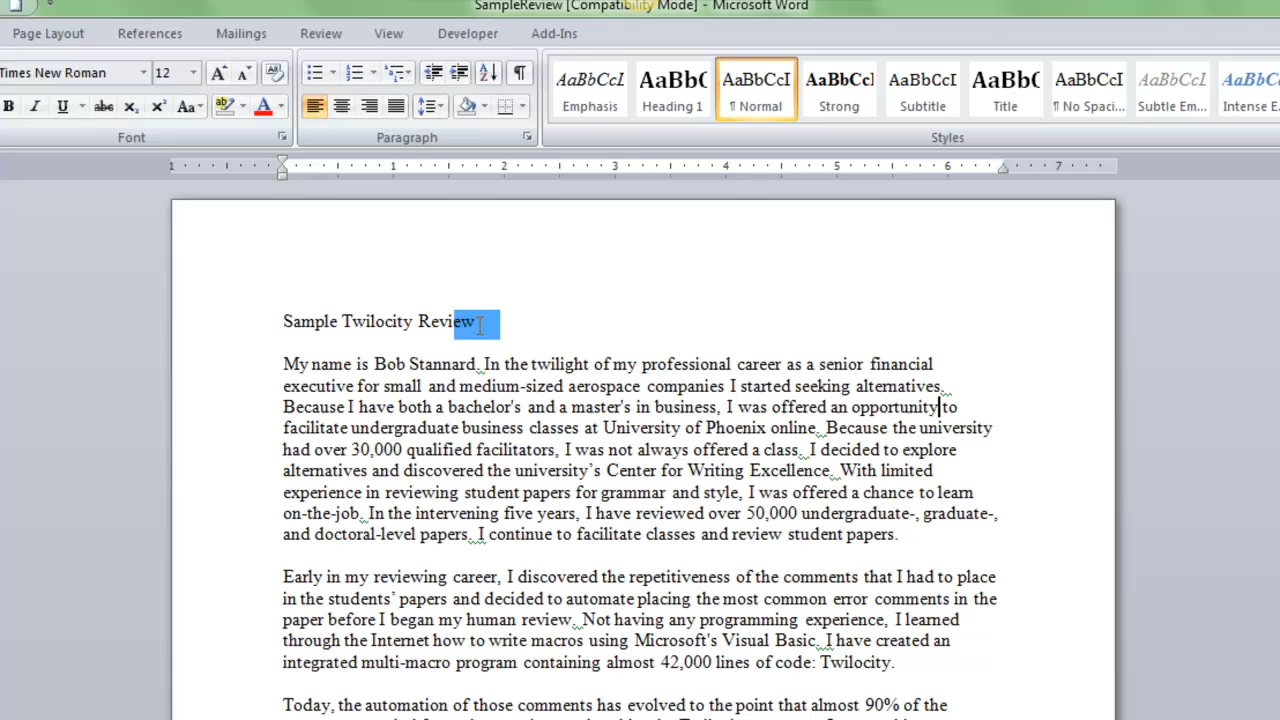 SampleReview [Compatibility Mode] - Microsoft Word
Page Layout References Mailings Review View Developer Add-Ins
Times New Roman 12
AaBbCcI AaBb( AaBbCcI AaBbCcl AaBbCcI AaBb( AaBbCcI AaBbCcI AaBbCcI
Emphasis Heading 1 ¶ Normal Strong Subtitle Title ¶ No Spaci... Subtle Em... Intense E.
Font Paragraph Styles
1 1 2 3 4 5 6 7
Sample Twilocity Review
My name is Bob Stannard. In the twilight of my professional career as a senior financial
executive for small and medium-sized aerospace companies I started seeking alternatives.
Because I have both a bachelor's and a master's in business, I was offered an opportunity to
facilitate undergraduate business classes at University of Phoenix online. Because the university
had over 30,000 qualified facilitators, I was not always offered a class. I decided to explore
alternatives and discovered the university’s Center for Writing Excellence. With limited
experience in reviewing student papers for grammar and style, I was offered a chance to learn
on-the-job. In the intervening five years, I have reviewed over 50,000 undergraduate-, graduate-,
and doctoral-level papers. I continue to facilitate classes and review student papers.
Early in my reviewing career, I discovered the repetitiveness of the comments that I had to place
in the students’ papers and decided to automate placing the most common error comments in the
paper before I began my human review. Not having any programming experience, I learned
through the Internet how to write macros using Microsoft's Visual Basic. I have created an
integrated multi-macro program containing almost 42,000 lines of code: Twilocity.
Today, the automation of those comments has evolved to the point that almost 90% of the